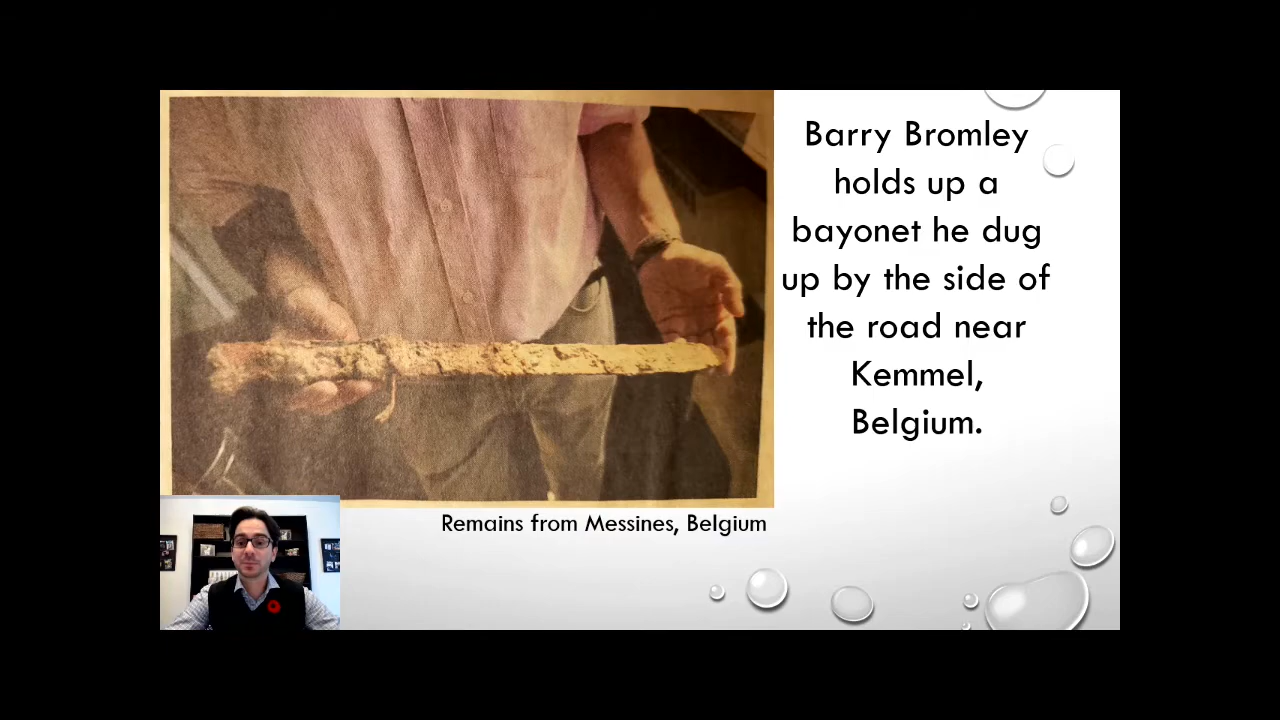 Barry Bromley
holds up a
bayonet he dug
up by the side of
the road near
Kemmel,
Belgium.
Remains from Messines, Belgium